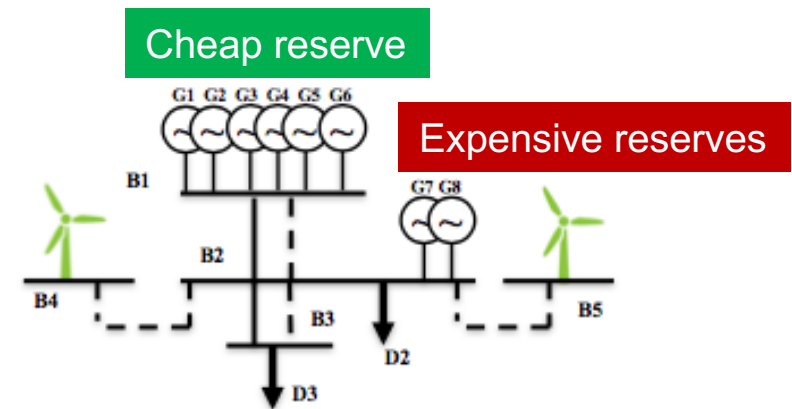 Cheap reserve
G1 G2 G3 G4 G5 G6
Expensive reserves
B1
G7 G8
B2
B4
B3
B5
D2
D3